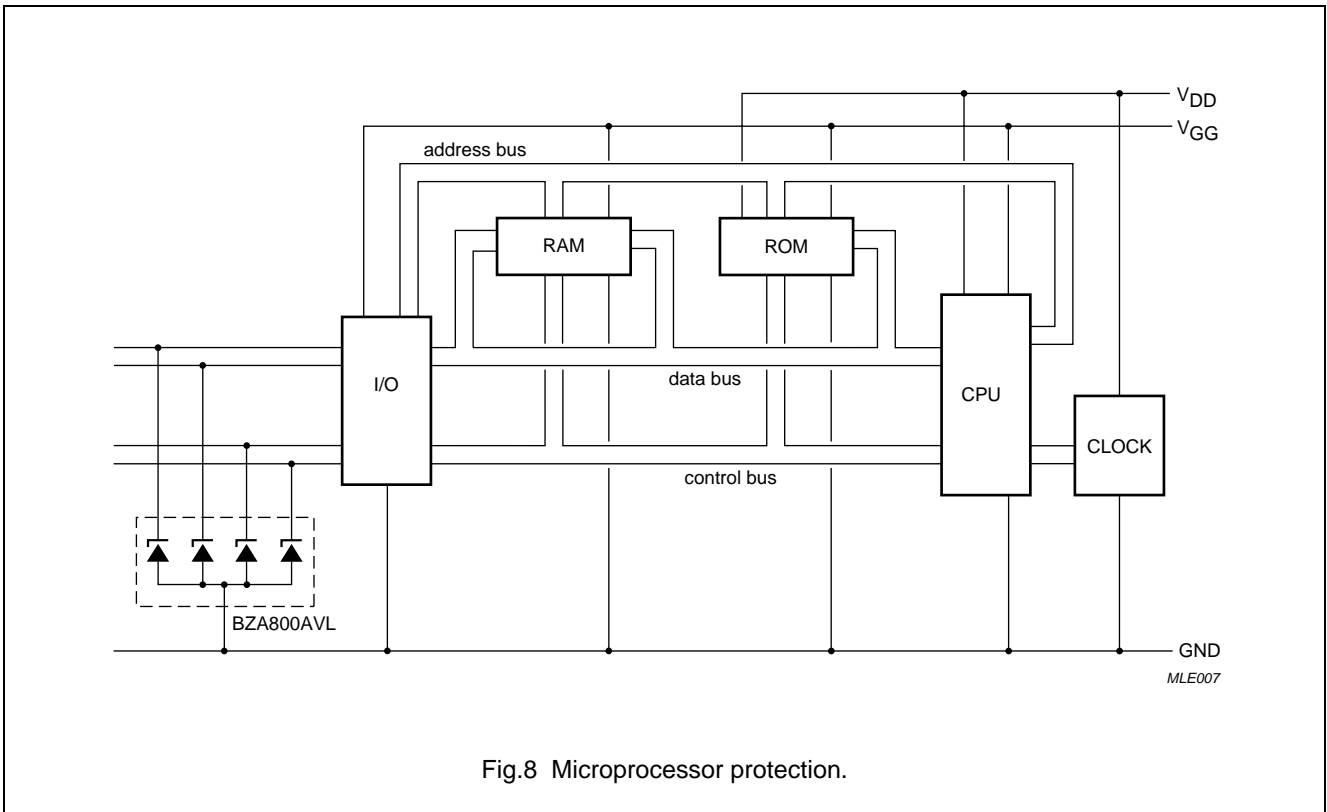 VDD
VGG
address bus
RAM
ROM
I/O
data bus
CPU
CLOCK
control bus
BZA800AVL
GND
MLE007
Fig.8 Microprocessor protection.